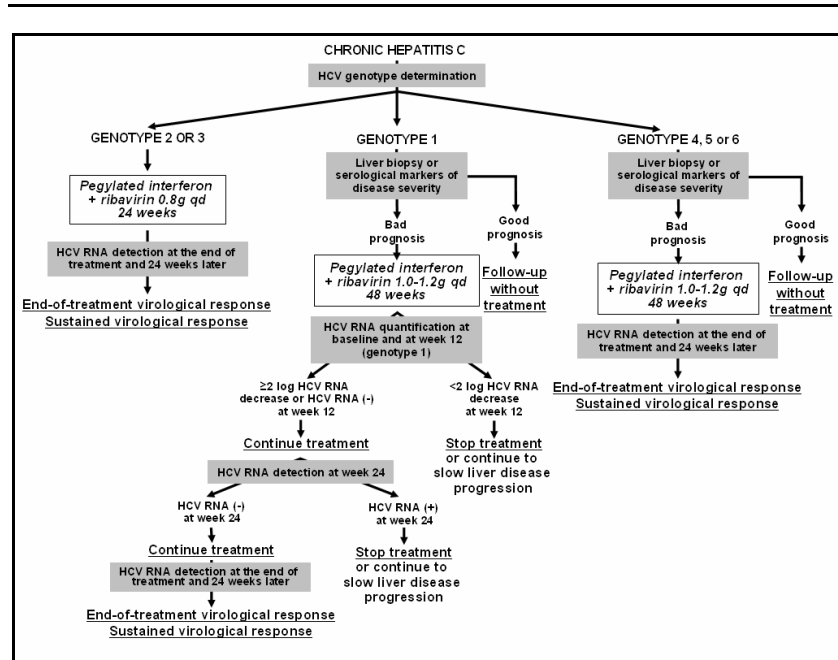 CHRONIC HEPATITIS C
HCV genotype determination
GENOTYPE 2 OR 3
Pegylated interferon
+ ribavirin 0.8g qd
24 weeks
HCV RNA detection at the end of
treatment and 24 weeks later
End-of-treatment virological response
Sustained virological response
GENOTYPE 1
Liver biopsy or
serological markers of
disease severity
Bad
prognosis
Good
prognosis
Pegylated interferon
+ ribavirin 1.0-1.2g qd
48 weeks
Follow-up
without
treatment
HCV RNA quantification at
baseline and at week 12
(genotype 1)
≥2 log HCV RNA
decrease or HCV RNA (-)
at week 12
<2 log HCV RNA
decrease
at week 12
Continue treatment
Stop treatment
or continue to
slow liver disease
progression
HCV RNA detection at week 24
HCV RNA (-)
at week 24
HCV RNA (+)
at week 24
Continue treatment
Stop treatment
or continue to
slow liver disease
progression
HCV RNA detection at the end of
treatment and 24 weeks later
End-of-treatment virological response
Sustained virological response
GENOTYPE 4, 5 or 6
Liver biopsy or
serological markers of
disease severity
Bad
prognosis
Good
prognosis
Pegylated interferon
+ ribavirin 1.0-1.2g qd
48 weeks
Follow-up
without
treatment
HCV RNA detection at the end of
treatment and 24 weeks later
End-of-treatment virological response
Sustained virological response